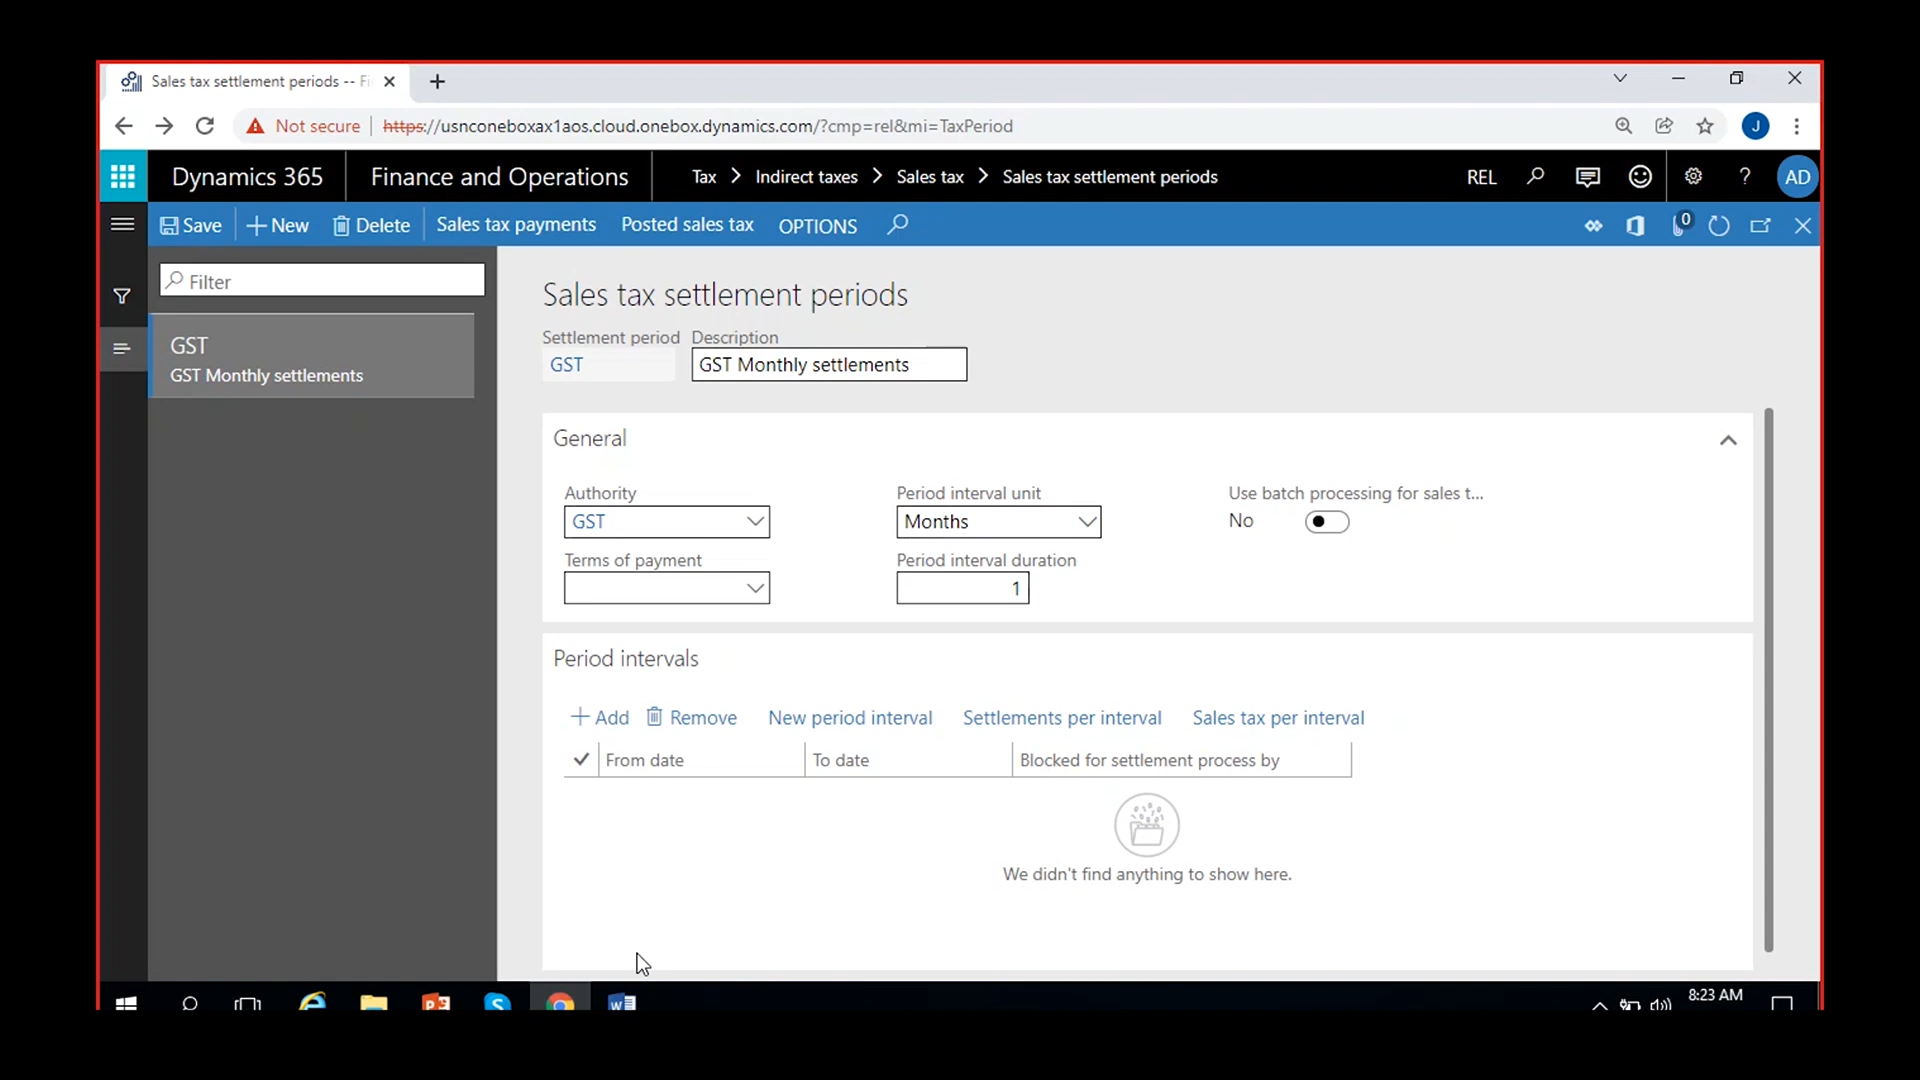 Sales tax settlement periods -- Fi
Not secure https://usnconeboxax1aos.cloud.onebox.dynamics.com/?cmp=rel&mi=TaxPeriod J
Dynamics 365 Finance and Operations Tax Indirect taxes Sales tax Sales tax settlement periods REL ? AD
Save New Delete Sales tax payments Posted sales tax OPTIONS 0
Filter
GST
GST Monthly settlements
Sales tax settlement periods
Settlement period Description
GST GST Monthly settlements
General
Authority Period interval unit Use batch processing for sales t...
GST Months No
Terms of payment Period interval duration
1
Period intervals
Add Remove New period interval Settlements per interval Sales tax per interval
From date To date Blocked for settlement process by
We didn't find anything to show here.
8:23 AM